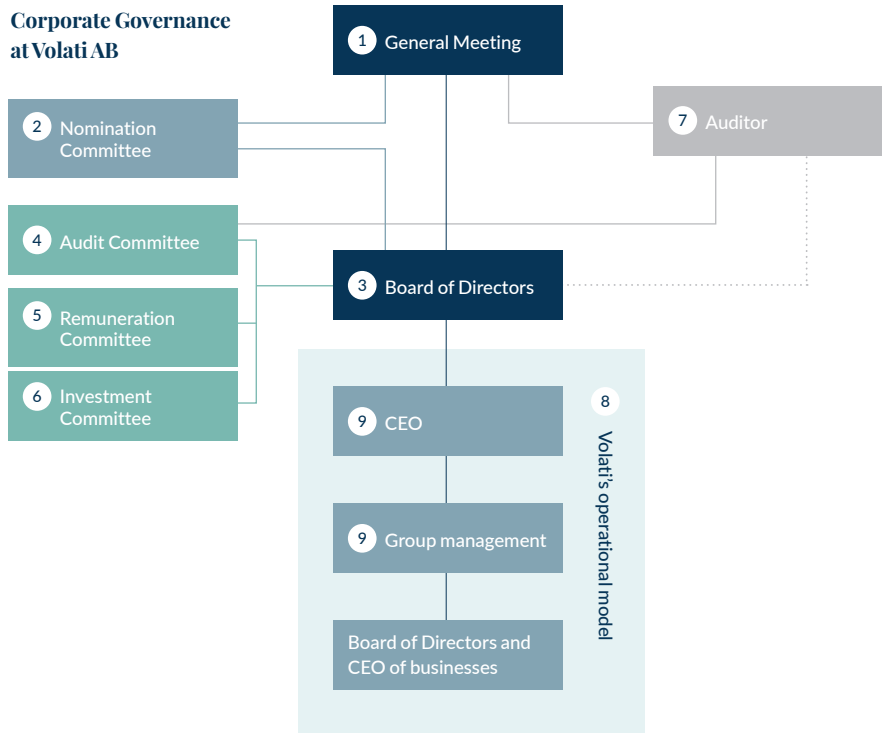 Corporate Governance
at Volati AB
1 General Meeting
2 Nomination
Committee
7 Auditor
4 Audit Committee
3 Board of Directors
5 Remuneration
Committee
6 Investment
Committee
8
Volati's operational model
9 CEO
9 Group management
Board of Directors and
CEO of businesses